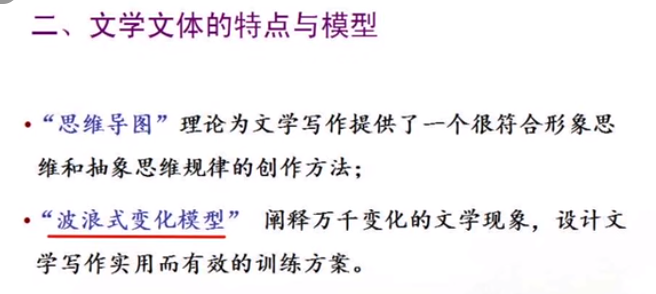 二、文学文体的特点与模型
•“思维导图”理论为文学写作提供了一个很符合形象思
维和抽象思维规律的创作方法；
•“波浪式变化模型” 阐释万千变化的文学现象，设计文
学写作实用而有效的训练方案。